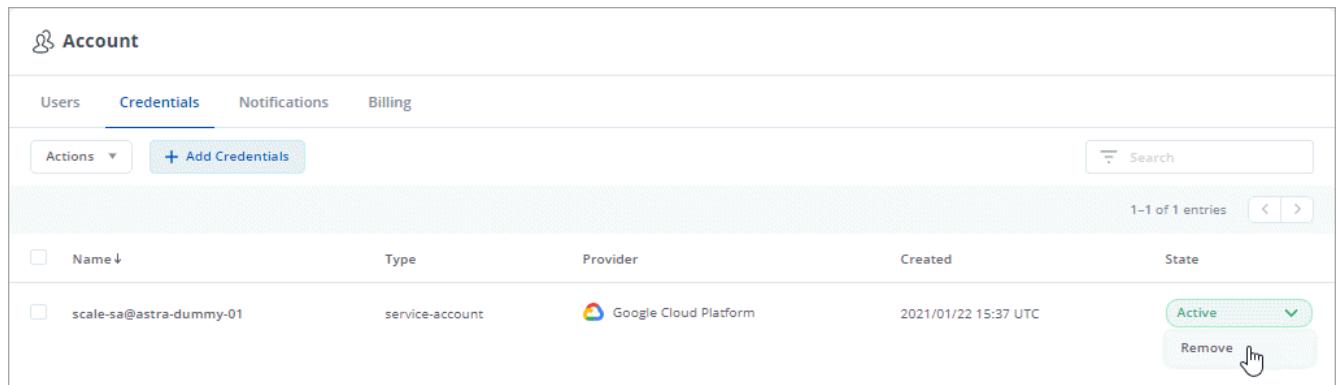 Account
Users Credentials Notifications Billing
Actions + Add Credentials Search
1–1 of 1 entries
Name↓ Type Provider Created State
scale-sa@astra-dummy-01 service-account Google Cloud Platform 2021/01/22 15:37 UTC Active
Remove